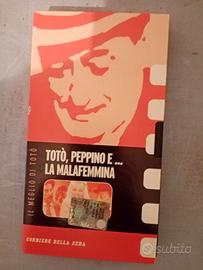 TOTÒ, PEPPINO E ...
LA MALAFEMMINA
IL MEGLIO DI TOTÒ
CORRIERE DELLA SERA
subito